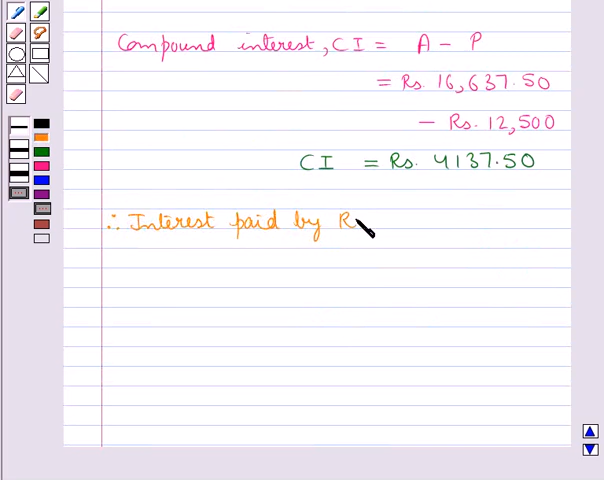 Compound interest, CI = A - P
= Rs. 16,637.50
- Rs. 12,500
CI = Rs. 4137.50
∴ Interest paid by R